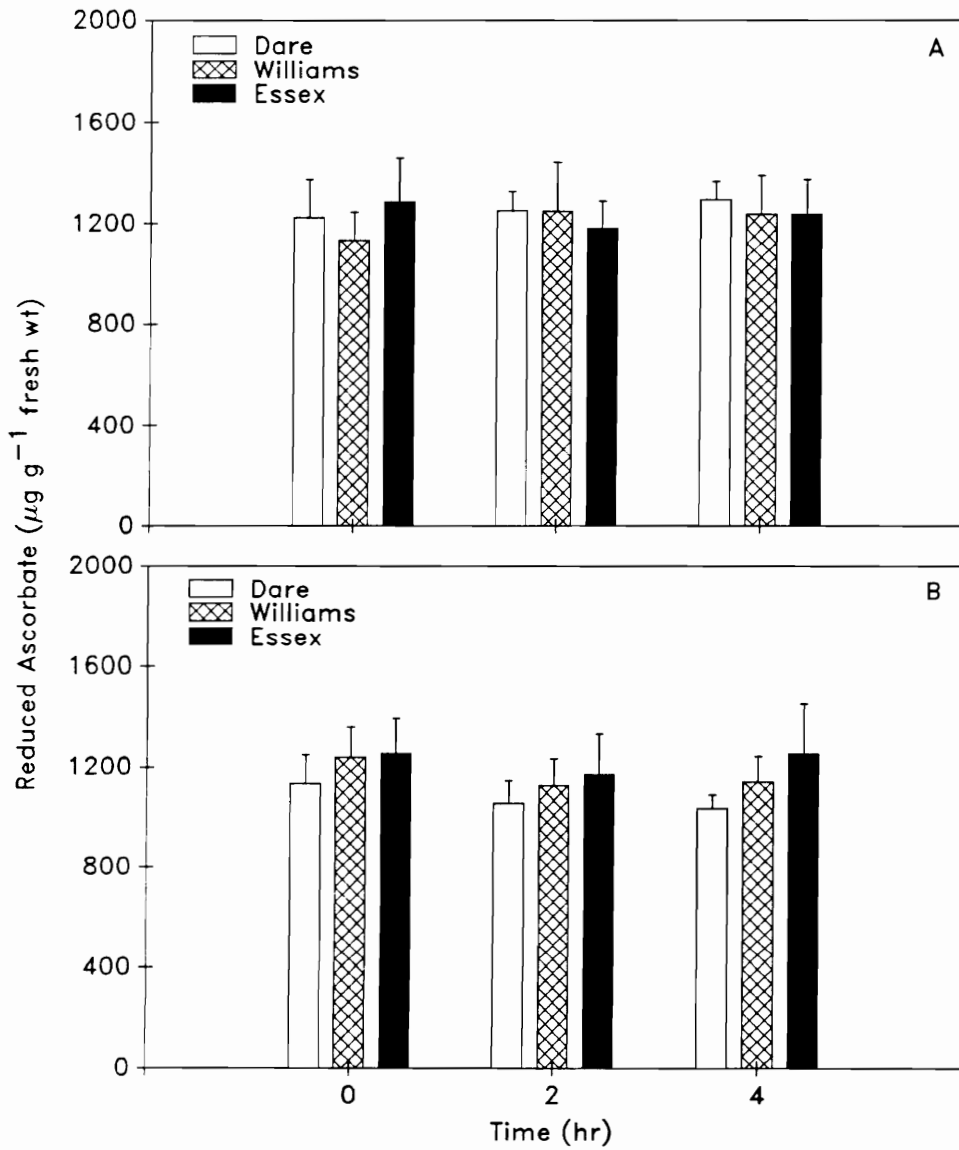 2000
1600
1200
800
400
0
Dare
Williams
Essex
A
2000
1600
1200
800
400
0
Dare
Williams
Essex
B
0 2 4
Time (hr)
Reduced Ascorbate (μg g⁻¹ fresh wt)